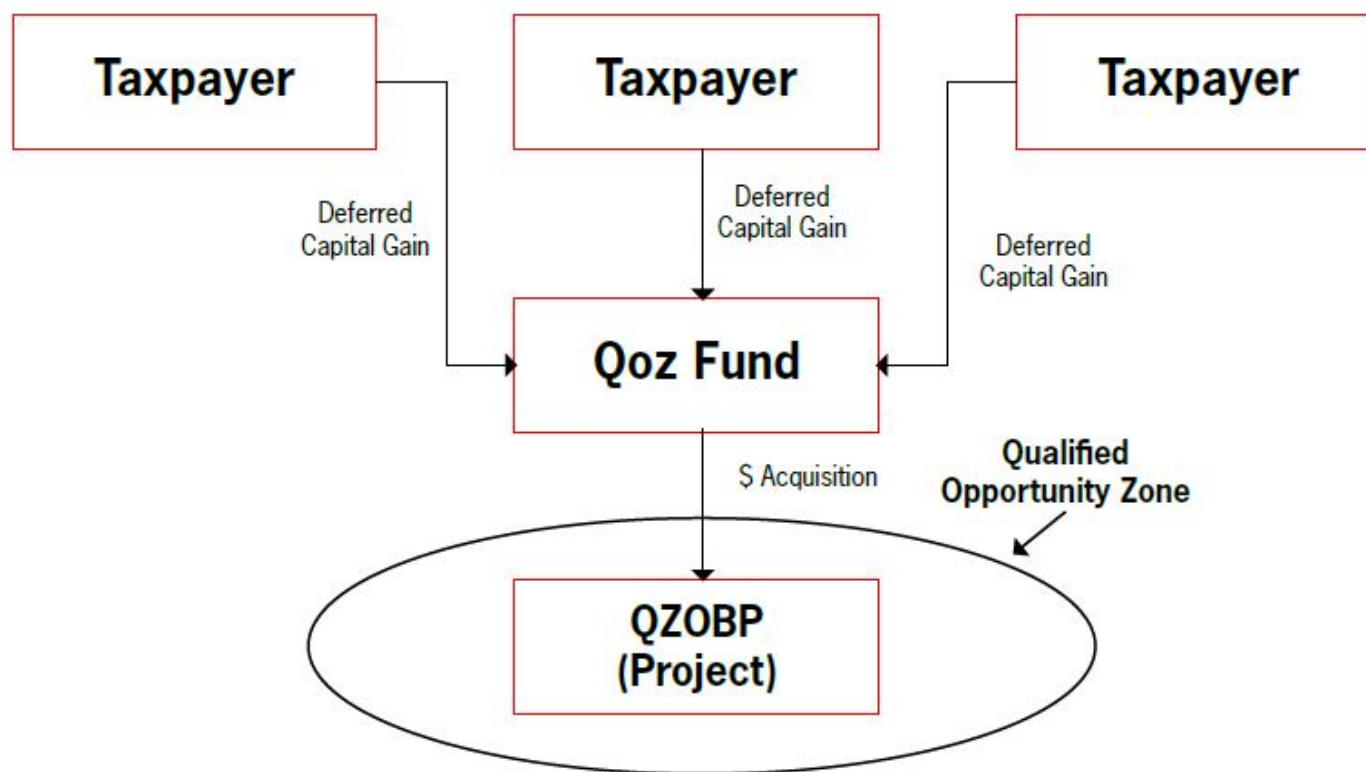 Taxpayer
Taxpayer
Taxpayer
Deferred
Capital Gain
Deferred
Capital Gain
Deferred
Capital Gain
Qoz Fund
$ Acquisition
Qualified
Opportunity Zone
QZOBP
(Project)